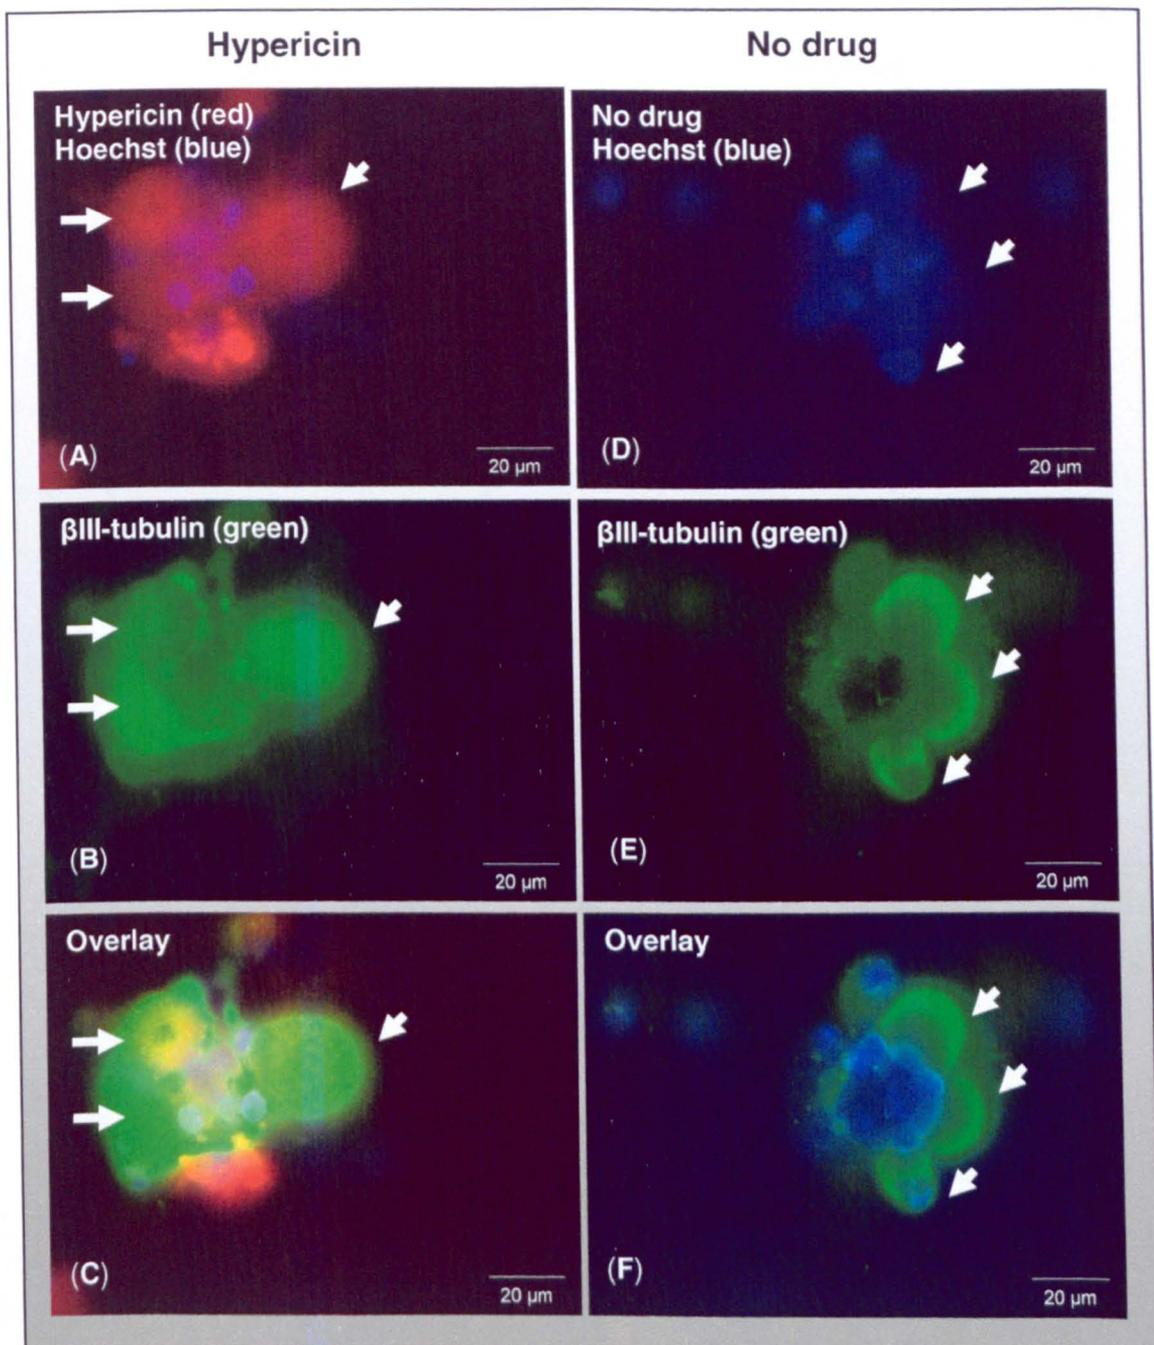 Hypericin
No drug
Hypericin (red)
Hoechst (blue)
(A)
20 µm
No drug
Hoechst (blue)
(D)
20 µm
βIII-tubulin (green)
(B)
20 µm
βIII-tubulin (green)
(E)
20 µm
Overlay
(C)
20 µm
Overlay
(F)
20 µm